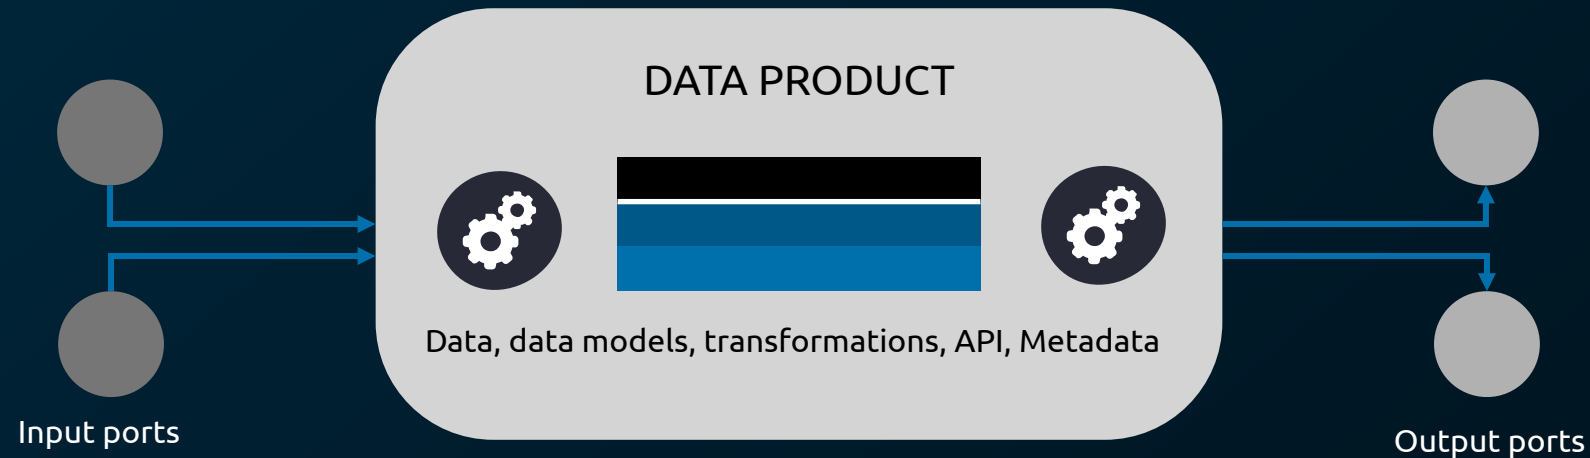 DATA PRODUCT
Data, data models, transformations, API, Metadata
Input ports
Output ports